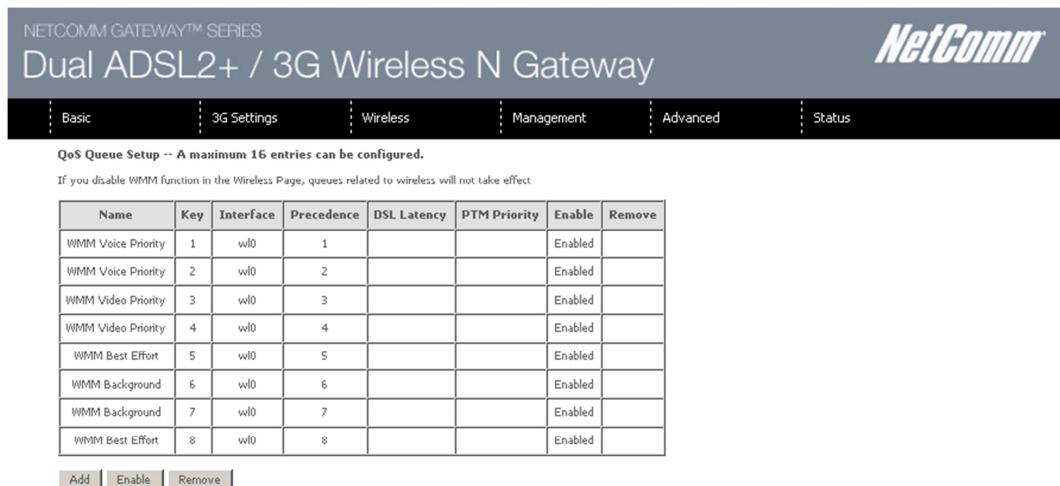 NETCOMM GATEWAY™ SERIES
Dual ADSL2+ / 3G Wireless N Gateway
NetComm
Basic 3G Settings Wireless Management Advanced Status
QoS Queue Setup -- A maximum 16 entries can be configured.
If you disable WMM function in the Wireless Page, queues related to wireless will not take effect
Name Key Interface Precedence DSL Latency PTM Priority Enable Remove
WMM Voice Priority 1 wl0 1 Enabled
WMM Voice Priority 2 wl0 2 Enabled
WMM Video Priority 3 wl0 3 Enabled
WMM Video Priority 4 wl0 4 Enabled
WMM Best Effort 5 wl0 5 Enabled
WMM Background 6 wl0 6 Enabled
WMM Background 7 wl0 7 Enabled
WMM Best Effort 8 wl0 8 Enabled
Add Enable Remove